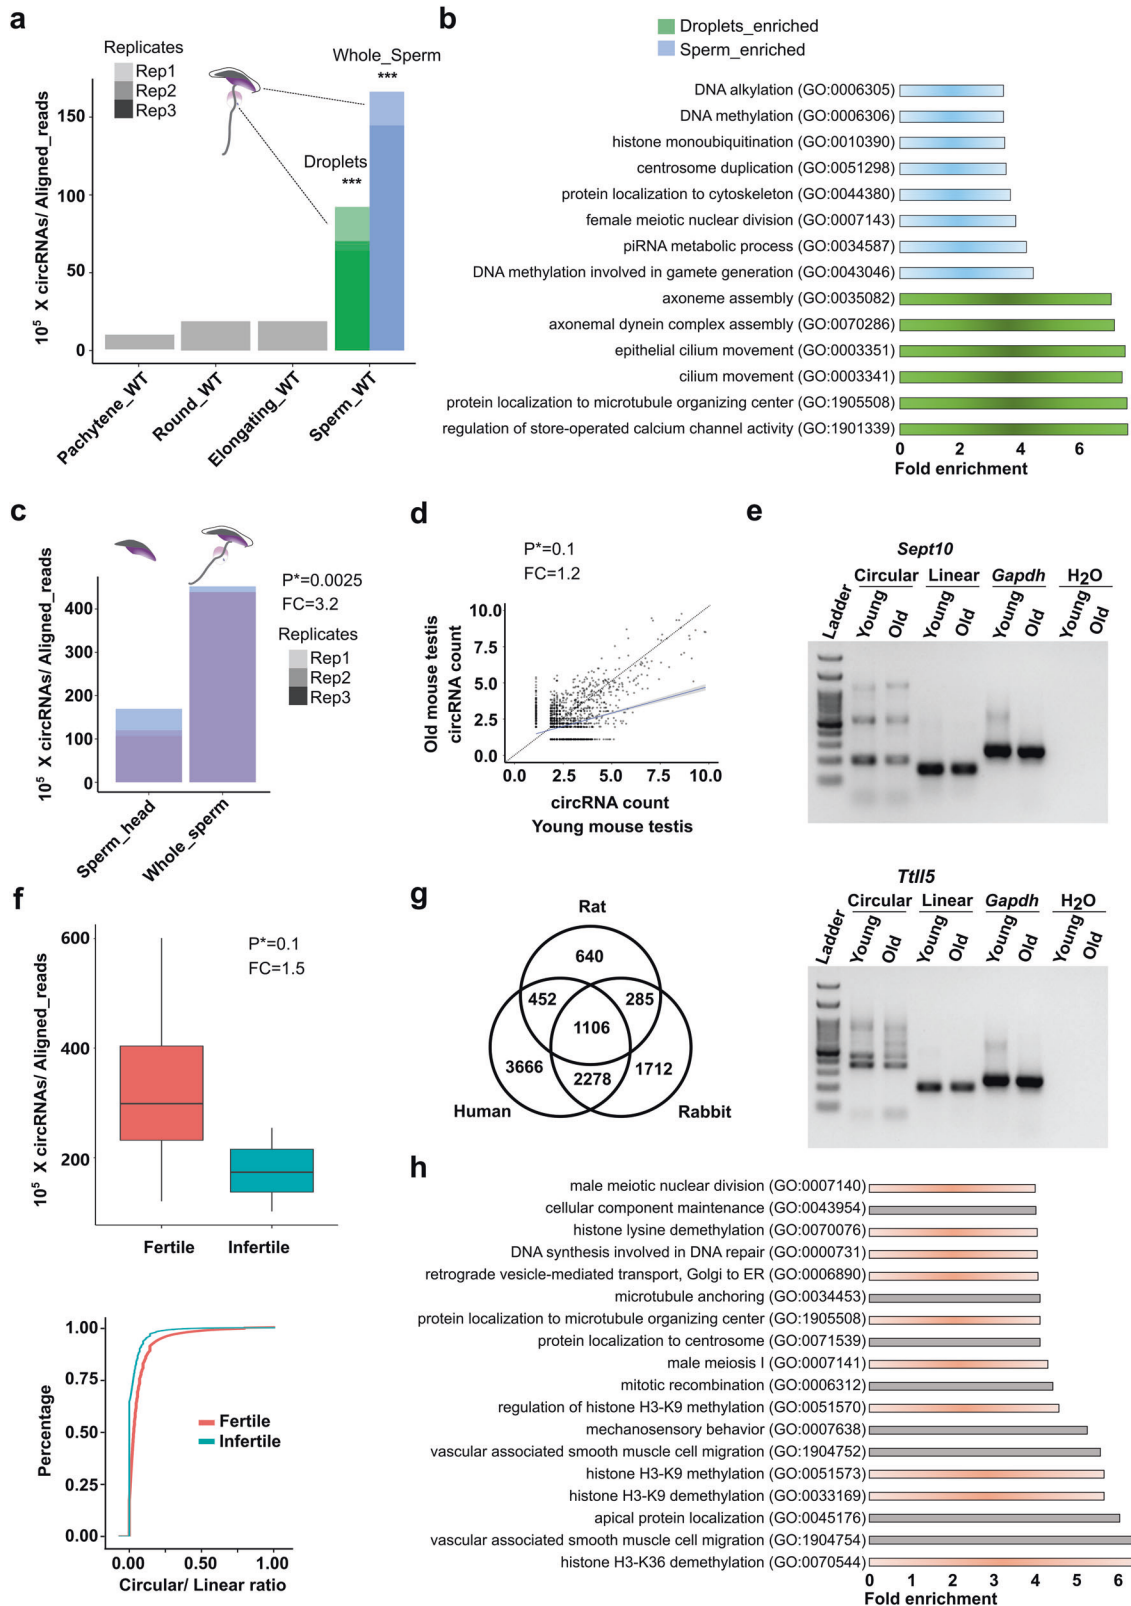 a
Replicates
Rep1
Rep2
Rep3
Whole_Sperm
***
Droplets
***
10⁵ X circRNAs/ Aligned_reads
150
100
50
0
Pachytene_WT
Round_WT
Elongating_WT
Sperm_WT
b
Droplets_enriched
Sperm_enriched
DNA alkylation (GO:0006305)
DNA methylation (GO:0006306)
histone monoubiquitination (GO:0010390)
centrosome duplication (GO:0051298)
protein localization to cytoskeleton (GO:0044380)
female meiotic nuclear division (GO:0007143)
piRNA metabolic process (GO:0034587)
DNA methylation involved in gamete generation (GO:0043046)
axoneme assembly (GO:0035082)
axonemal dynein complex assembly (GO:0070286)
epithelial cilium movement (GO:0003351)
cilium movement (GO:0003341)
protein localization to microtubule organizing center (GO:1905508)
regulation of store-operated calcium channel activity (GO:1901339)
0 2 4 6
Fold enrichment
c
10⁵ X circRNAs/ Aligned_reads
400
300
200
100
0
P*=0.0025
FC=3.2
Replicates
Rep1
Rep2
Rep3
Sperm_head
Whole_sperm
d
P*=0.1
FC=1.2
Old mouse testis
circRNA count
10.0
7.5
5.0
2.5
0.0
0.0 2.5 5.0 7.5 10.0
circRNA count
Young mouse testis
e
Sept10
Circular Linear Gapdh H₂O
Ladder Young Old Young Old Young Old Young Old
Ttll5
Circular Linear Gapdh H₂O
Ladder Young Old Young Old Young Old Young Old
f
10⁵ X circRNAs/ Aligned_reads
600
400
200
P*=0.1
FC=1.5
Fertile Infertile
Percentage
1.00
0.75
0.50
0.25
0.00
Fertile
Infertile
0.00 0.50 1.00
Circular/ Linear ratio
g
Rat
640
452 285
1106
3666 1712
2278
Human Rabbit
h
male meiotic nuclear division (GO:0007140)
cellular component maintenance (GO:0043954)
histone lysine demethylation (GO:0070076)
DNA synthesis involved in DNA repair (GO:0000731)
retrograde vesicle-mediated transport, Golgi to ER (GO:0006890)
microtubule anchoring (GO:0034453)
protein localization to microtubule organizing center (GO:1905508)
protein localization to centrosome (GO:0071539)
male meiosis I (GO:0007141)
mitotic recombination (GO:0006312)
regulation of histone H3-K9 methylation (GO:0051570)
mechanosensory behavior (GO:0007638)
vascular associated smooth muscle cell migration (GO:1904752)
histone H3-K9 methylation (GO:0051573)
histone H3-K9 demethylation (GO:0033169)
apical protein localization (GO:0045176)
vascular associated smooth muscle cell migration (GO:1904754)
histone H3-K36 demethylation (GO:0070544)
0 1 2 3 4 5 6
Fold enrichment